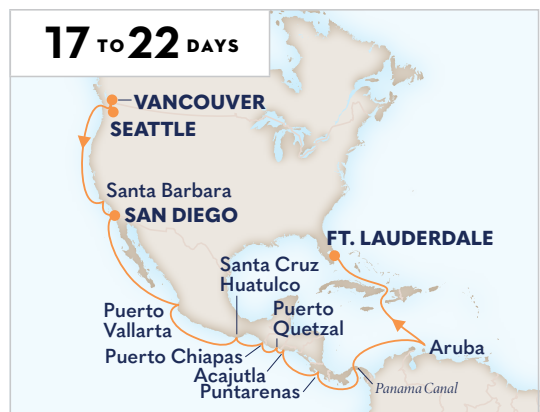 17 TO 22 DAYS
VANCOUVER
SEATTLE
Santa Barbara
SAN DIEGO
FT. LAUDERDALE
Santa Cruz
Huatulco
Puerto
Vallarta
Puerto
Quetzal
Puerto Chiapas
Acajutla
Puntarenas
Aruba
Panama Canal